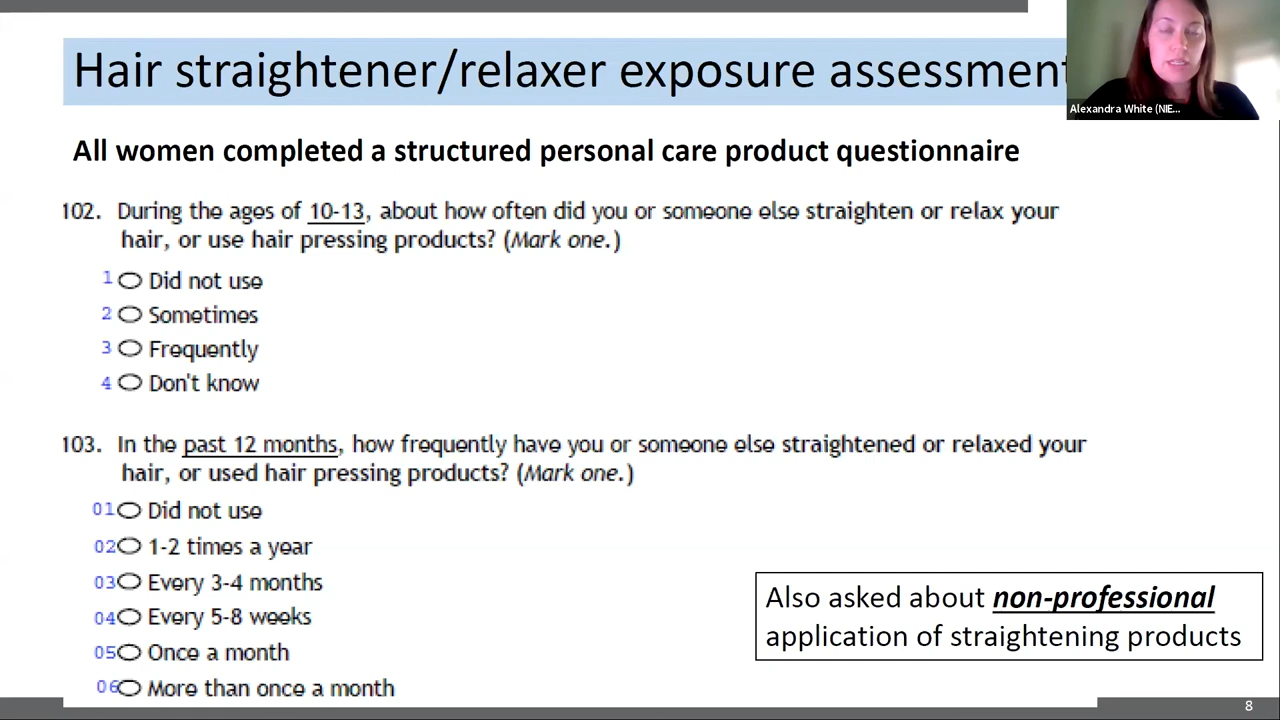 Hair straightener/relaxer exposure assessment
Alexandra White (NIE...
All women completed a structured personal care product questionnaire
102. During the ages of 10-13, about how often did you or someone else straighten or relax your
hair, or use hair pressing products? (Mark one.)
1 Did not use
2 Sometimes
3 Frequently
4 Don't know
103. In the past 12 months, how frequently have you or someone else straightened or relaxed your
hair, or used hair pressing products? (Mark one.)
01 Did not use
02 1-2 times a year
03 Every 3-4 months
04 Every 5-8 weeks
05 Once a month
06 More than once a month
Also asked about non-professional
application of straightening products
8